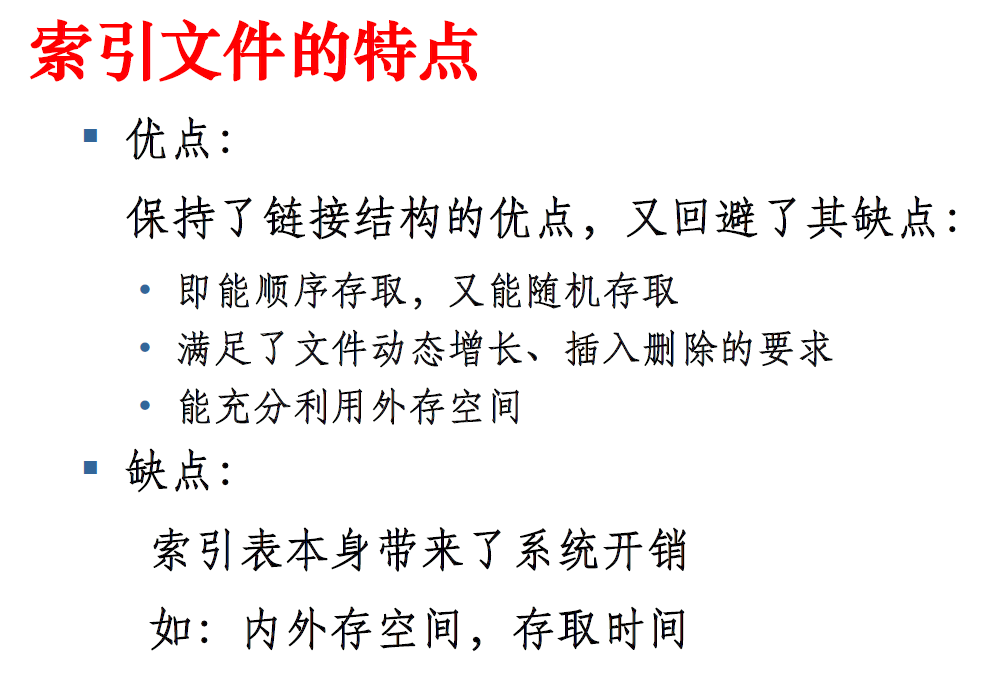 索引文件的特点
▪ 优点：
保持了链接结构的优点，又回避了其缺点：
• 即能顺序存取，又能随机存取
• 满足了文件动态增长、插入删除的要求
• 能充分利用外存空间
▪ 缺点：
索引表本身带来了系统开销
如：内外存空间，存取时间